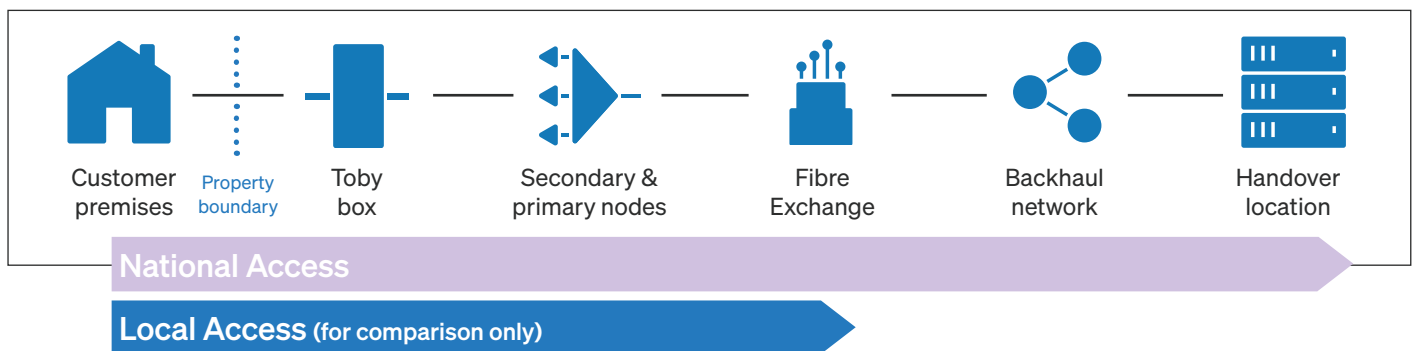 Customer
premises
Property
boundary
Toby
box
Secondary &
primary nodes
Fibre
Exchange
Backhaul
network
Handover
location
National Access
Local Access (for comparison only)